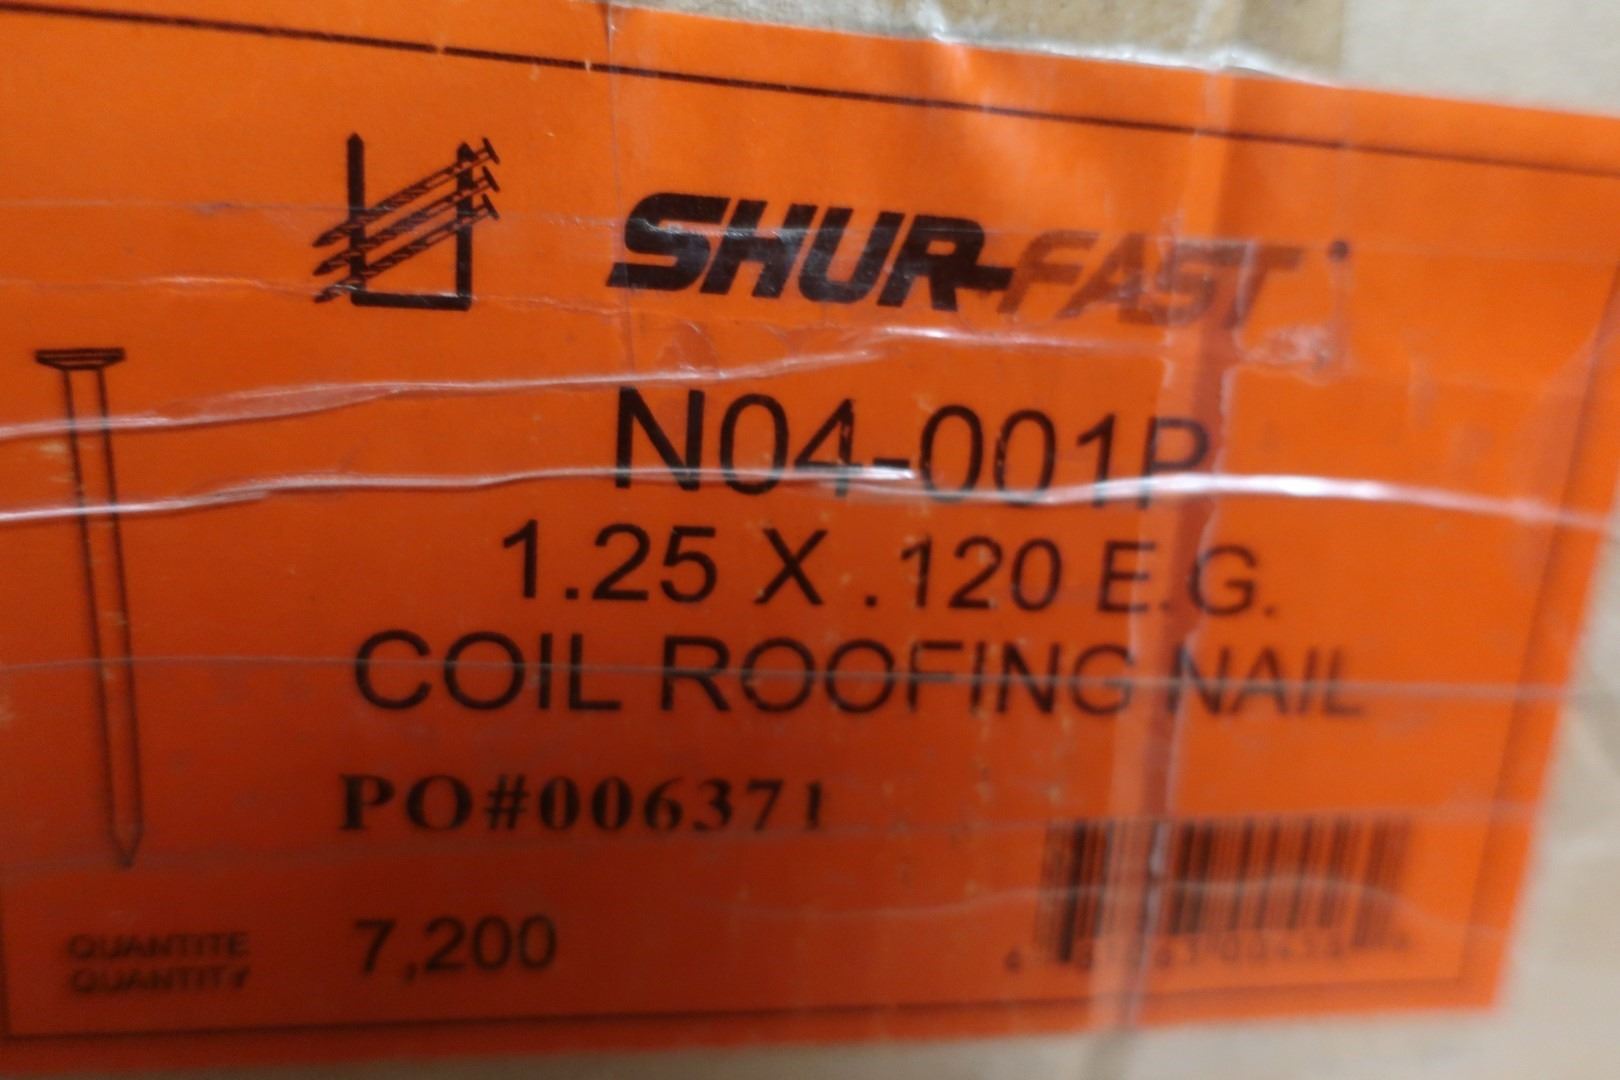 SHUR-FAST
N04-001P
1.25 X .120 E.G.
COIL ROOFING NAIL
PO#006371
QUANTITE
QUANTITY
7,200